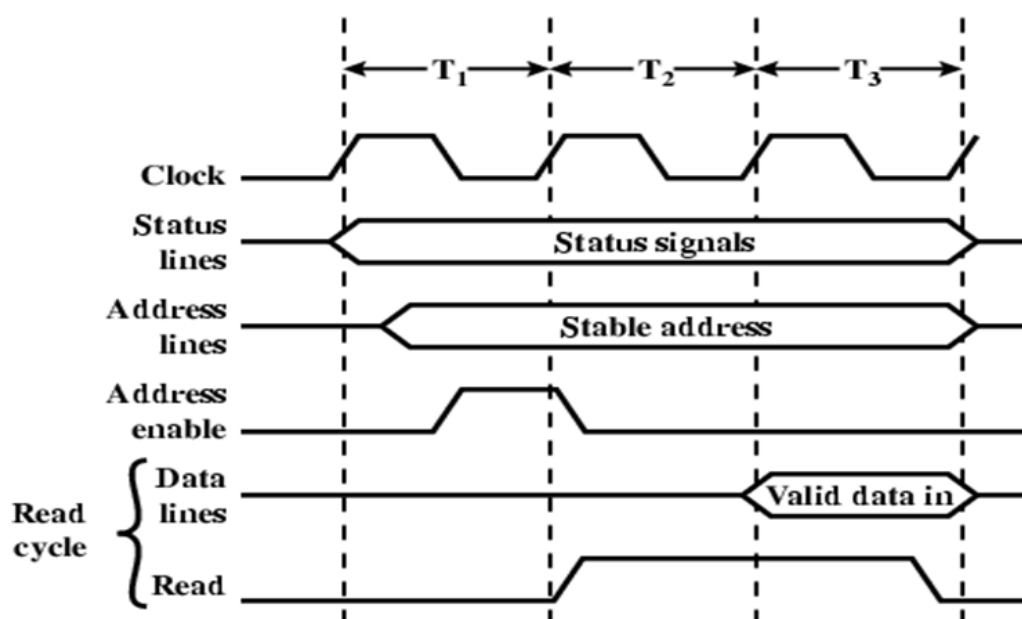 T₁ T₂ T₃
Clock
Status
lines
Status signals
Address
lines
Stable address
Address
enable
Read
cycle
Data
lines
Valid data in
Read